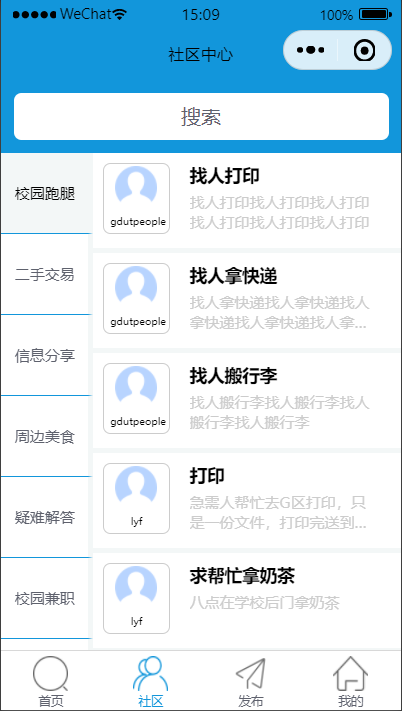 WeChat
15:09
100%
社区中心
搜索
校园跑腿
二手交易
信息分享
周边美食
疑难解答
校园兼职
gdutpeople
找人打印
找人打印找人打印找人打印
找人打印找人打印找人打印
gdutpeople
找人拿快递
找人拿快递找人拿快递找人
拿快递找人拿快递找人拿...
gdutpeople
找人搬行李
找人搬行李找人搬行李找人
搬行李找人搬行李
lyf
打印
急需人帮忙去G区打印，只
是一份文件，打印完送到...
lyf
求帮忙拿奶茶
八点在学校后门拿奶茶
首页
社区
发布
我的